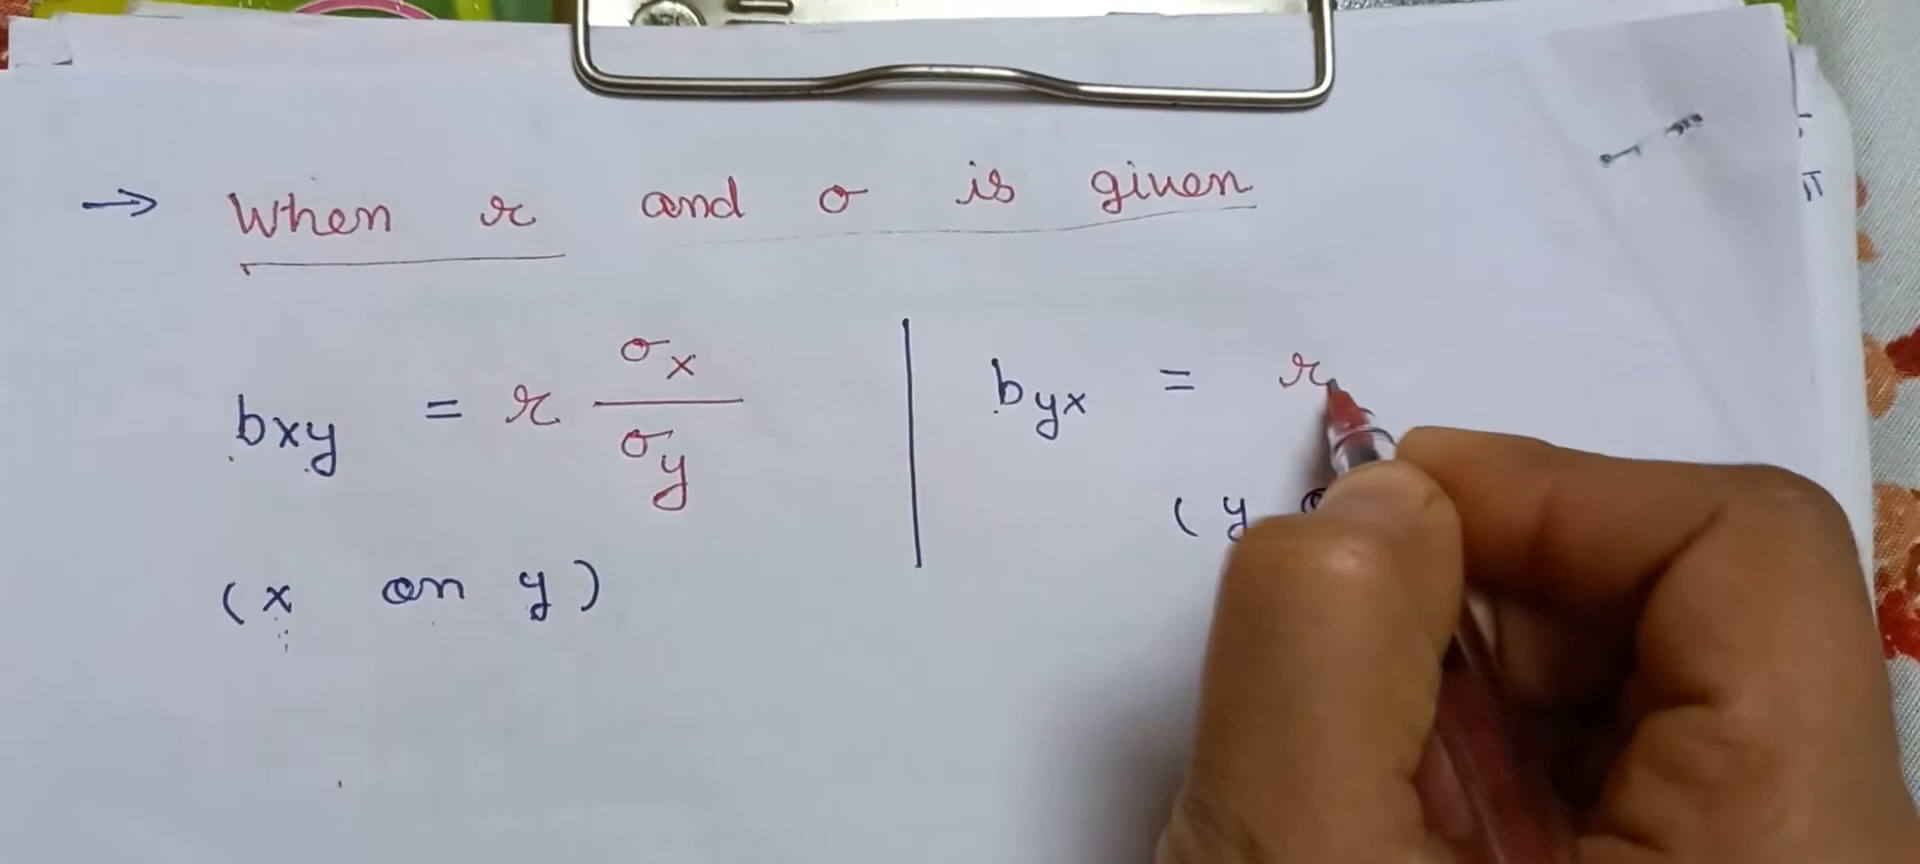 → When r and σ is given
bxy = r σx / σy
(x on y)
byx = r
(y
π